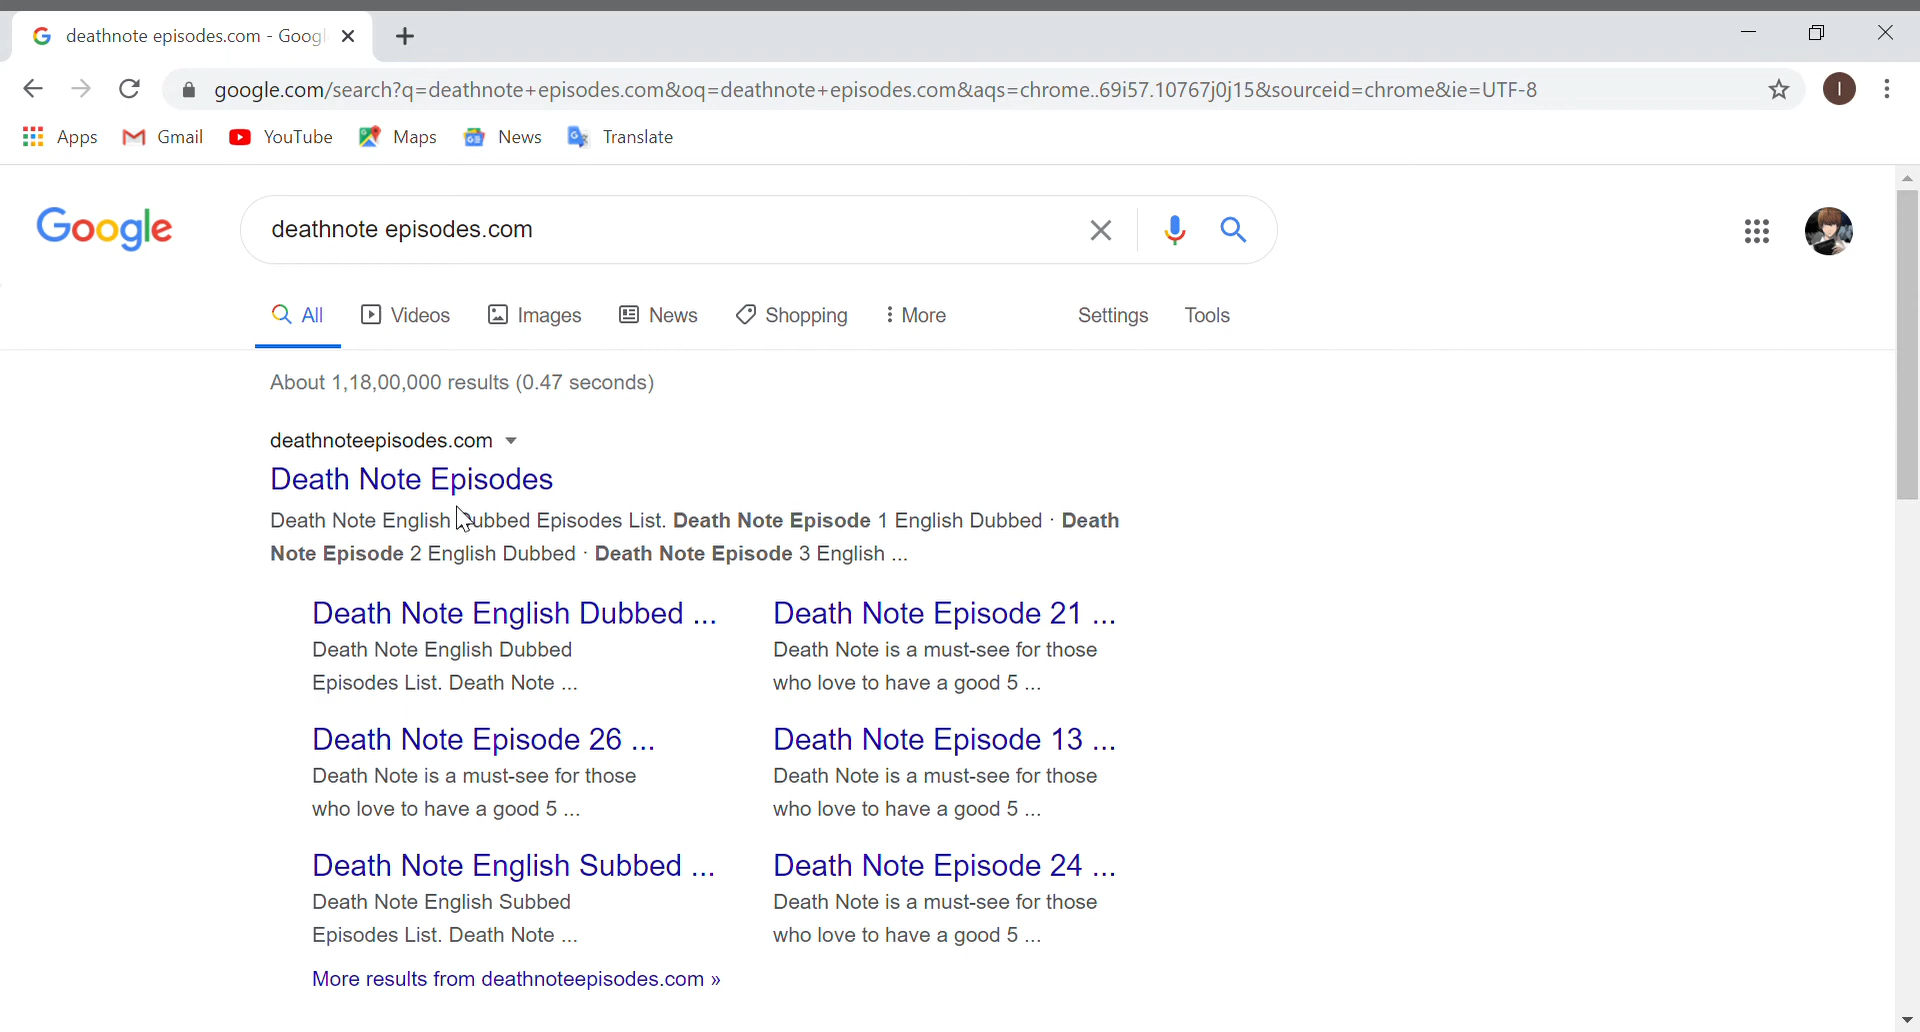 deathnote episodes.com - Googl
google.com/search?q=deathnote+episodes.com&oq=deathnote+episodes.com&aqs=chrome..69i57.10767j0j15&sourceid=chrome&ie=UTF-8
I
Apps Gmail YouTube Maps News Translate
Google
deathnote episodes.com
All Videos Images News Shopping More Settings Tools
About 1,18,00,000 results (0.47 seconds)
deathnoteepisodes.com
Death Note Episodes
Death Note English Dubbed Episodes List. Death Note Episode 1 English Dubbed · Death
Note Episode 2 English Dubbed · Death Note Episode 3 English ...
Death Note English Dubbed ...
Death Note English Dubbed
Episodes List. Death Note ...
Death Note Episode 21 ...
Death Note is a must-see for those
who love to have a good 5 ...
Death Note Episode 26 ...
Death Note is a must-see for those
who love to have a good 5 ...
Death Note Episode 13 ...
Death Note is a must-see for those
who love to have a good 5 ...
Death Note English Subbed ...
Death Note English Subbed
Episodes List. Death Note ...
Death Note Episode 24 ...
Death Note is a must-see for those
who love to have a good 5 ...
More results from deathnoteepisodes.com »